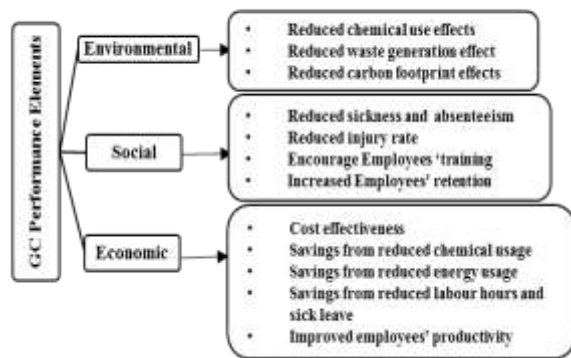 GC Performance Elements
Environmental
• Reduced chemical use effects
• Reduced waste generation effect
• Reduced carbon footprint effects
Social
• Reduced sickness and absenteeism
• Reduced injury rate
• Encourage Employees ‘training
• Increased Employees’ retention
Economic
• Cost effectiveness
• Savings from reduced chemical usage
• Savings from reduced energy usage
• Savings from reduced labour hours and
sick leave
• Improved employees’ productivity